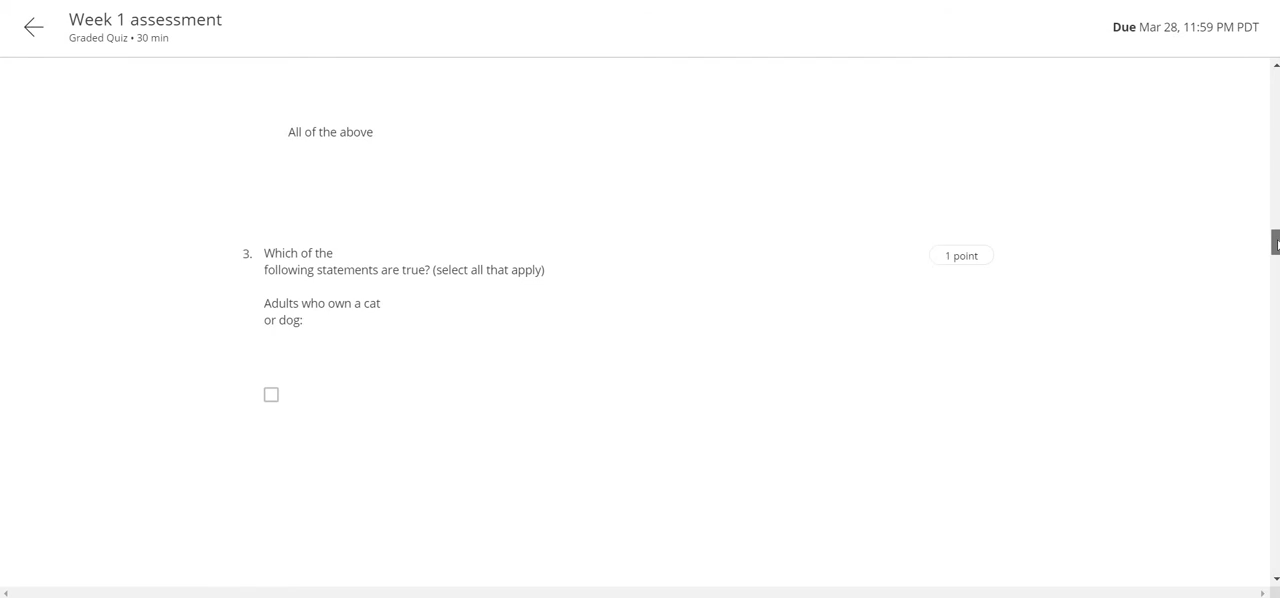 Week 1 assessment
Graded Quiz • 30 min
Due Mar 28, 11:59 PM PDT
All of the above
3. Which of the
following statements are true? (select all that apply)
1 point
Adults who own a cat
or dog: